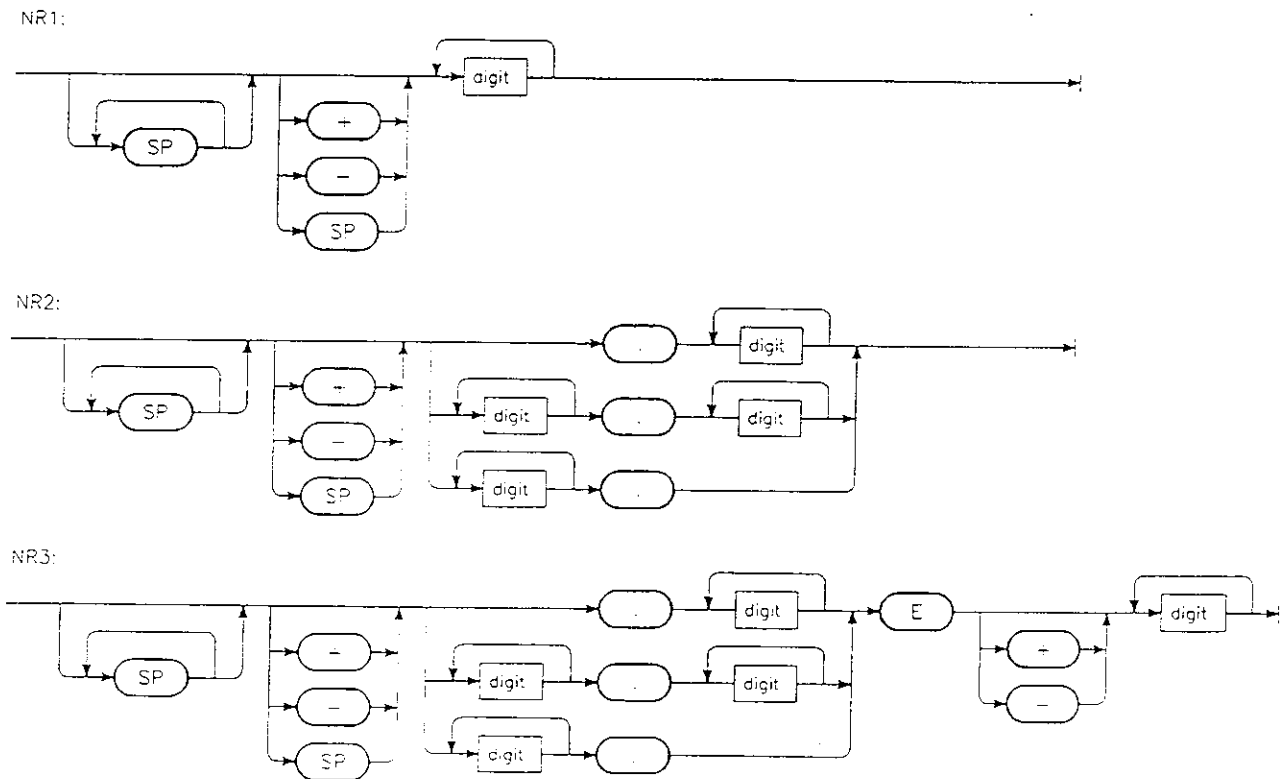 NR1:
digit
SP
+
-
SP
NR2:
. digit
SP + digit . digit
-
SP digit .
NR3:
. digit E digit
SP - digit . digit +
- -
SP digit .